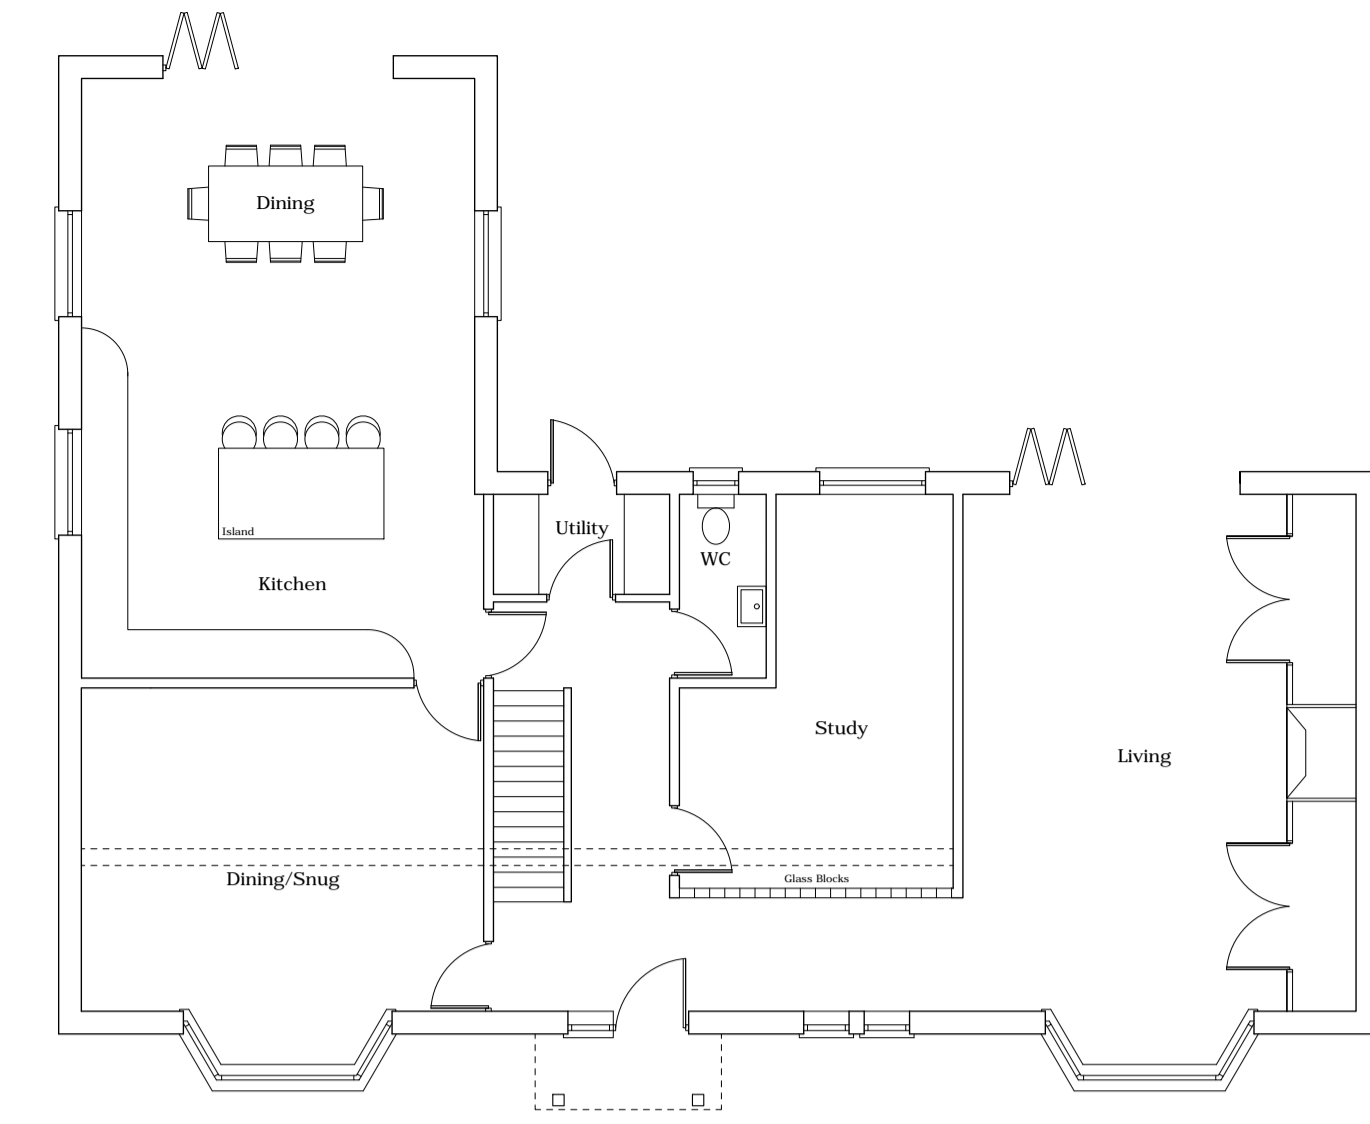 Dining
Island
Utility
WC
Kitchen
Study
Living
Dining/Snug
Glass Blocks